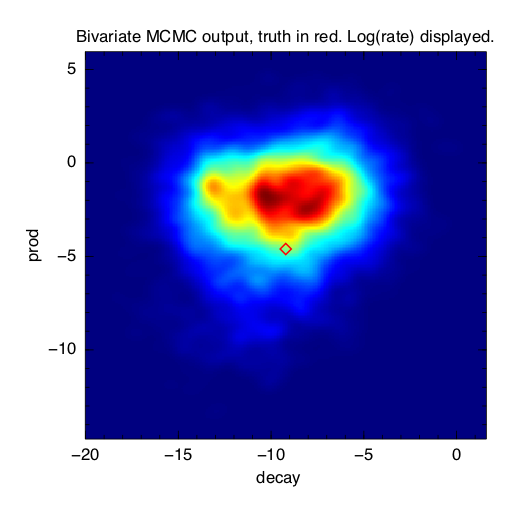 Bivariate MCMC output, truth in red. Log(rate) displayed.
5
0
−5
−10
prod
−20 −15 −10 −5 0
decay